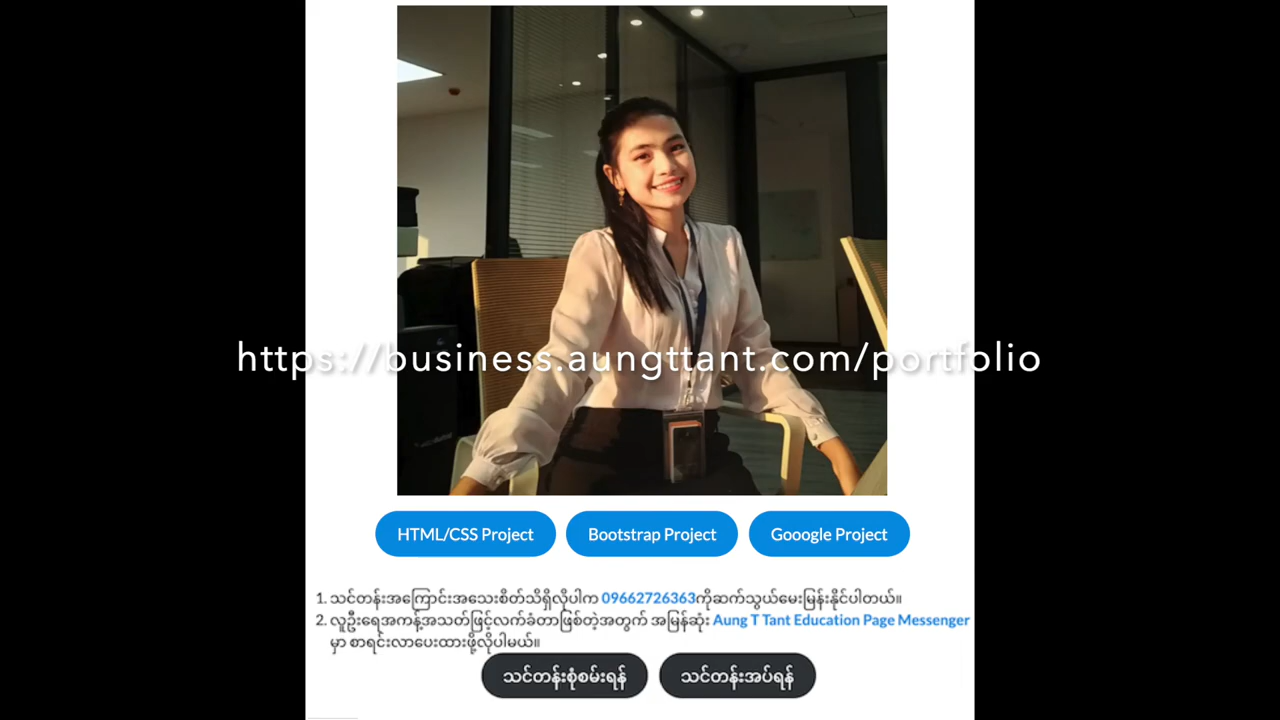 https://business.aungttant.com/portfolio
HTML/CSS Project
Bootstrap Project
Gooogle Project
1. သင်တန်းအကြောင်းအသေးစိတ်သိရှိလိုပါက 09662726363ကိုဆက်သွယ်မေးမြန်းနိုင်ပါတယ်။
2. လူဦးရေအကန့်အသတ်ဖြင့်လက်ခံတာဖြစ်တဲ့အတွက် အမြန်ဆုံး Aung T Tant Education Page Messenger
မှာ စာရင်းလာပေးထားဖို့လိုပါမယ်။
သင်တန်းစုံစမ်းရန်
သင်တန်းအပ်ရန်